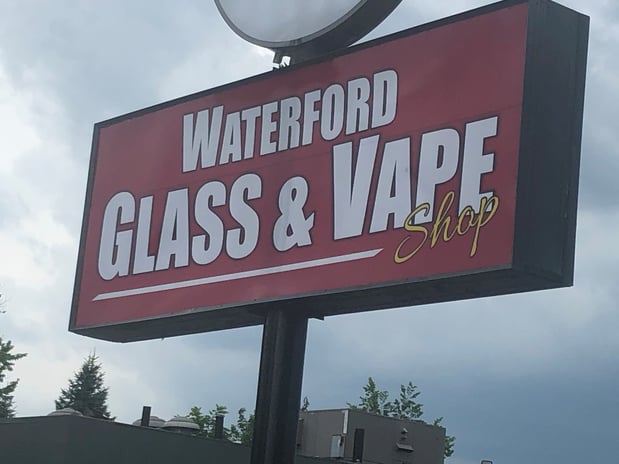 WATERFORD
GLASS & VAPE
Shop